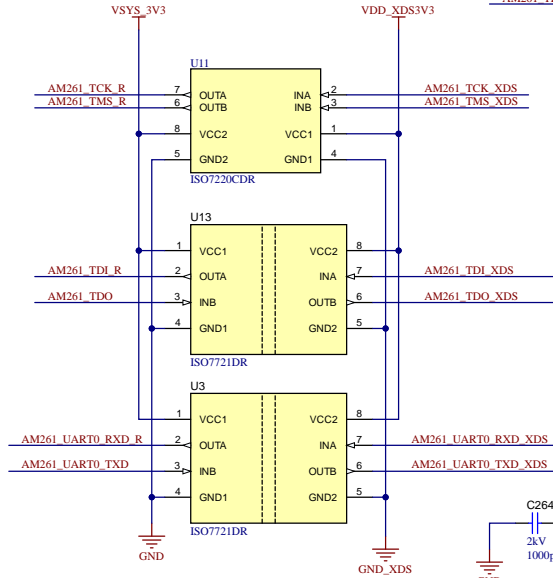 VSYS_3V3 VDD_XDS3V3
U11
AM261_TCK_R 7 OUTA INA 2 AM261_TCK_XDS
AM261_TMS_R 6 OUTB INB 3 AM261_TMS_XDS
8 VCC2 VCC1 1
5 GND2 GND1 4
ISO7220CDR
U13
1 VCC1 VCC2 8
AM261_TDI_R 2 OUTA INA 7 AM261_TDI_XDS
AM261_TDO 3 INB OUTB 6 AM261_TDO_XDS
4 GND1 GND2 5
ISO7721DR
U3
1 VCC1 VCC2 8
AM261_UART0_RXD_R 2 OUTA INA 7 AM261_UART0_RXD_XDS
AM261_UART0_TXD 3 INB OUTB 6 AM261_UART0_TXD_XDS
4 GND1 GND2 5
ISO7721DR
GND GND_XDS
C264
2kV
1000p